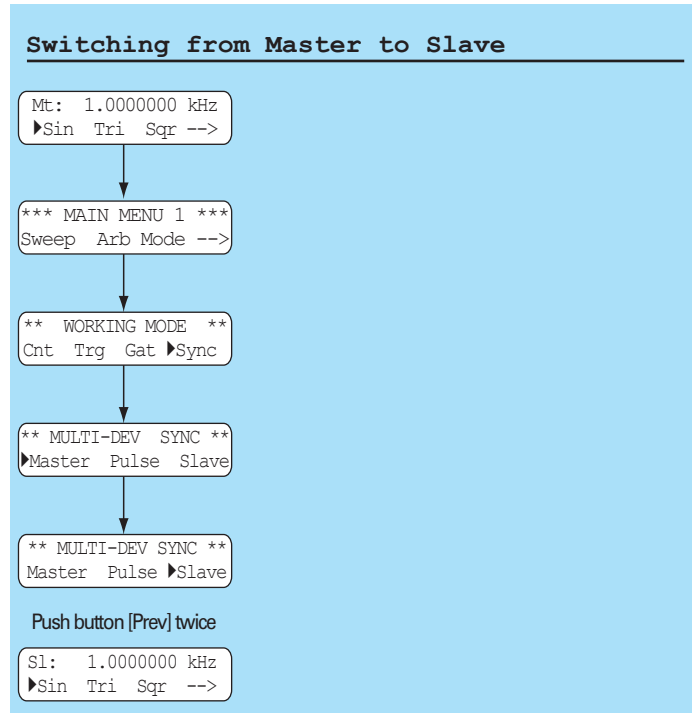 Switching from Master to Slave
Mt: 1.0000000 kHz
▶Sin Tri Sqr -->
*** MAIN MENU 1 ***
Sweep Arb Mode -->
** WORKING MODE **
Cnt Trg Gat ▶Sync
** MULTI-DEV SYNC **
▶Master Pulse Slave
** MULTI-DEV SYNC **
Master Pulse ▶Slave
Push button [Prev] twice
Sl: 1.0000000 kHz
▶Sin Tri Sqr -->